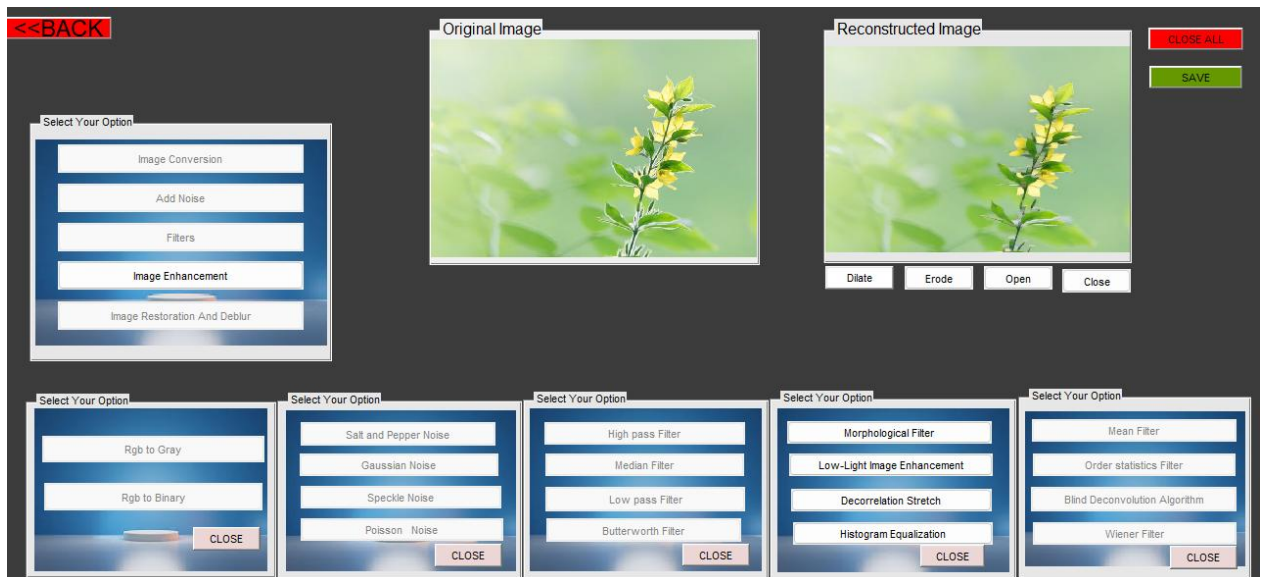 <<BACK
Original Image
Reconstructed Image
CLOSE ALL
SAVE
Select Your Option
Image Conversion
Add Noise
Filters
Image Enhancement
Image Restoration And Deblur
Dilate
Erode
Open
Close
Select Your Option
Rgb to Gray
Rgb to Binary
CLOSE
Select Your Option
Salt and Pepper Noise
Gaussian Noise
Speckle Noise
Poisson Noise
CLOSE
Select Your Option
High pass Filter
Median Filter
Low pass Filter
Butterworth Filter
CLOSE
Select Your Option
Morphological Filter
Low-Light Image Enhancement
Decorrelation Stretch
Histogram Equalization
CLOSE
Select Your Option
Mean Filter
Order statistics Filter
Blind Deconvolution Algorithm
Wiener Filter
CLOSE